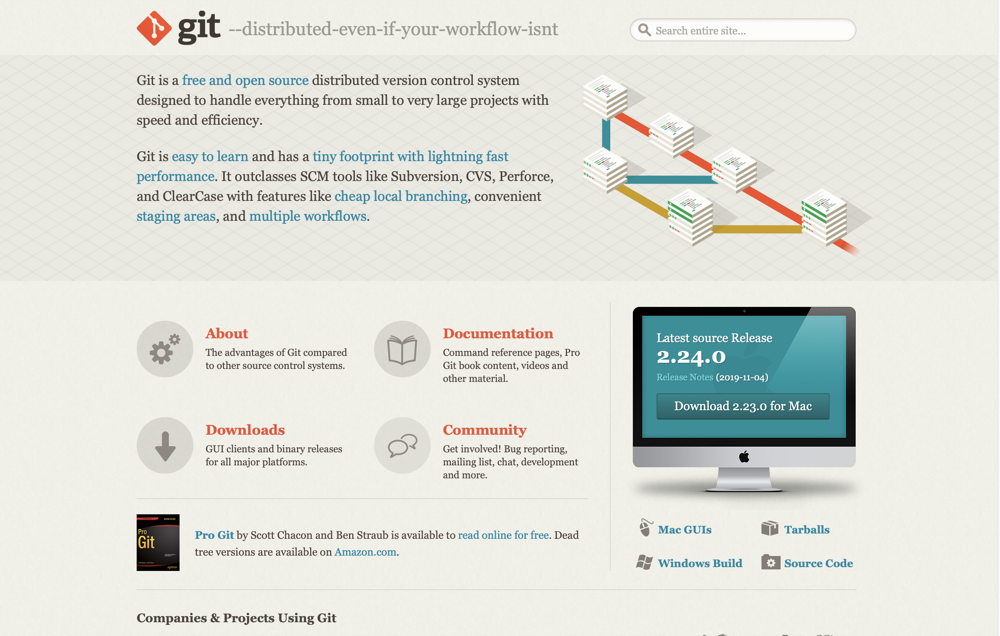 git --distributed-even-if-your-workflow-isnt
Search entire site...
Git is a free and open source distributed version control system
designed to handle everything from small to very large projects with
speed and efficiency.
Git is easy to learn and has a tiny footprint with lightning fast
performance. It outclasses SCM tools like Subversion, CVS, Perforce,
and ClearCase with features like cheap local branching, convenient
staging areas, and multiple workflows.
About
The advantages of Git compared
to other source control systems.
Documentation
Command reference pages, Pro
Git book content, videos and
other material.
Downloads
GUI clients and binary releases
for all major platforms.
Community
Get involved! Bug reporting,
mailing list, chat, development
and more.
Pro
Git
Apress
Pro Git by Scott Chacon and Ben Straub is available to read online for free. Dead
tree versions are available on Amazon.com.
Latest source Release
2.24.0
Release Notes (2019-11-04)
Download 2.23.0 for Mac
Mac GUIs
Tarballs
Windows Build
Source Code
Companies & Projects Using Git